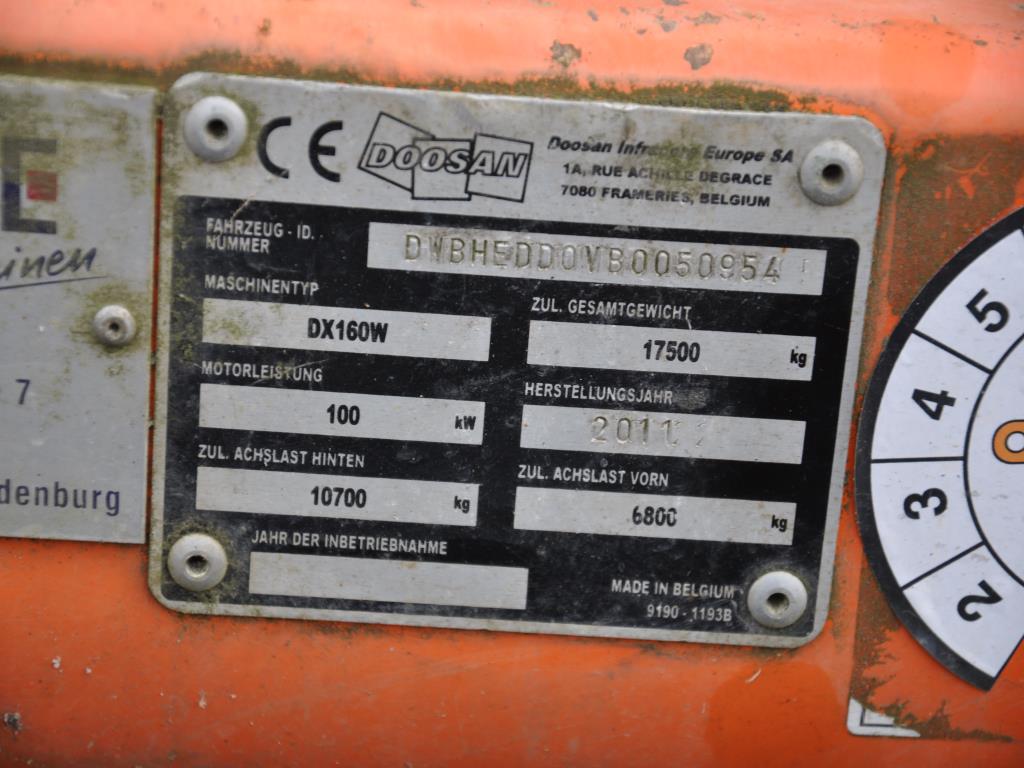 CE
DOOSAN
Doosan Infracore Europe SA
1A, RUE ACHILLE DEGRACE
7080 FRAMERIES, BELGIUM
FAHRZEUG - ID.
NUMMER
DWBHEDDOVB0050954
MASCHINENTYP
DX160W
ZUL. GESAMTGEWICHT
17500 kg
MOTORLEISTUNG
100 kW
HERSTELLUNGSJAHR
2011
ZUL. ACHSLAST HINTEN
10700 kg
ZUL. ACHSLAST VORN
6800 kg
JAHR DER INBETRIEBNAHME
MADE IN BELGIUM
9190 - 1193B
E
inen
7
denburg
5
4
3
2